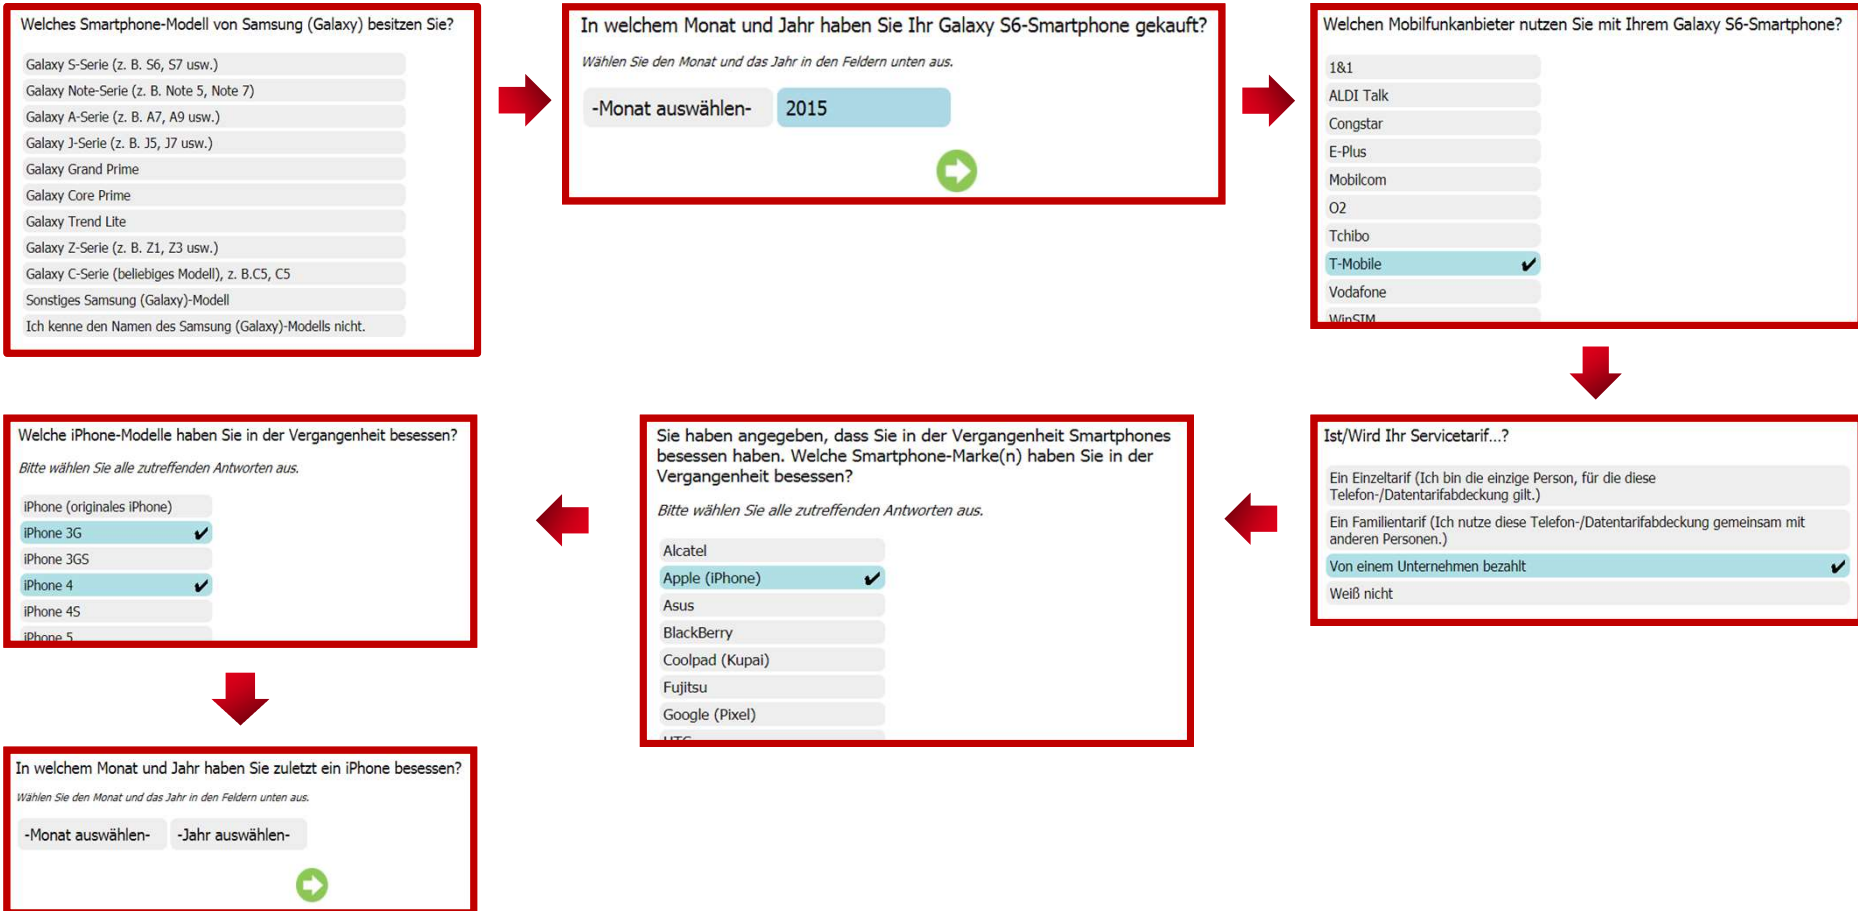 Welches Smartphone-Modell von Samsung (Galaxy) besitzen Sie?
Galaxy S-Serie (z. B. S6, S7 usw.)
Galaxy Note-Serie (z. B. Note 5, Note 7)
Galaxy A-Serie (z. B. A7, A9 usw.)
Galaxy J-Serie (z. B. J5, J7 usw.)
Galaxy Grand Prime
Galaxy Core Prime
Galaxy Trend Lite
Galaxy Z-Serie (z. B. Z1, Z3 usw.)
Galaxy C-Serie (beliebiges Modell), z. B.C5, C5
Sonstiges Samsung (Galaxy)-Modell
Ich kenne den Namen des Samsung (Galaxy)-Modells nicht.
In welchem Monat und Jahr haben Sie Ihr Galaxy S6-Smartphone gekauft?
Wählen Sie den Monat und das Jahr in den Feldern unten aus.
-Monat auswählen- 2015
Welchen Mobilfunkanbieter nutzen Sie mit Ihrem Galaxy S6-Smartphone?
1&1
ALDI Talk
Congstar
E-Plus
Mobilcom
O2
Tchibo
T-Mobile
Vodafone
WinSIM
Ist/Wird Ihr Servicetarif...?
Ein Einzeltarif (Ich bin die einzige Person, für die diese
Telefon-/Datentarifabdeckung gilt.)
Ein Familientarif (Ich nutze diese Telefon-/Datentarifabdeckung gemeinsam mit
anderen Personen.)
Von einem Unternehmen bezahlt
Weiß nicht
Sie haben angegeben, dass Sie in der Vergangenheit Smartphones
besessen haben. Welche Smartphone-Marke(n) haben Sie in der
Vergangenheit besessen?
Bitte wählen Sie alle zutreffenden Antworten aus.
Alcatel
Apple (iPhone)
Asus
BlackBerry
Coolpad (Kupai)
Fujitsu
Google (Pixel)
HTC
Welche iPhone-Modelle haben Sie in der Vergangenheit besessen?
Bitte wählen Sie alle zutreffenden Antworten aus.
iPhone (originales iPhone)
iPhone 3G
iPhone 3GS
iPhone 4
iPhone 4S
iPhone 5
In welchem Monat und Jahr haben Sie zuletzt ein iPhone besessen?
Wählen Sie den Monat und das Jahr in den Feldern unten aus.
-Monat auswählen- -Jahr auswählen-